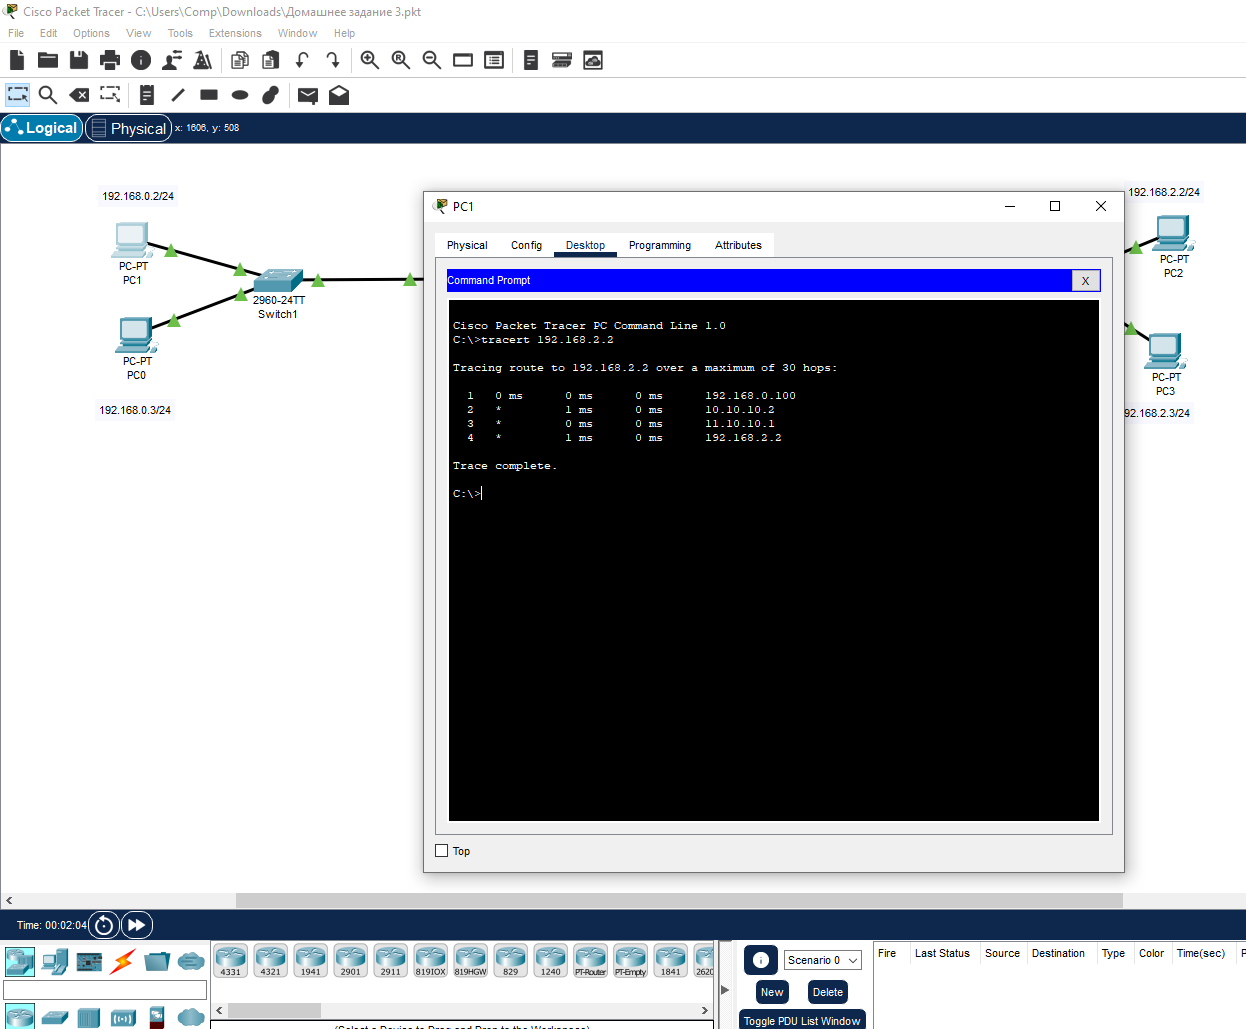 Cisco Packet Tracer - C:\Users\Comp\Downloads\Домашнее задание 3.pkt
File Edit Options View Tools Extensions Window Help
Logical Physical x: 1606, y: 508
192.168.0.2/24
PC-PT
PC1
2960-24TT
Switch1
PC-PT
PC0
192.168.0.3/24
192.168.2.2/24
PC-PT
PC2
PC-PT
PC3
92.168.2.3/24
PC1
Physical Config Desktop Programming Attributes
Command Prompt X
Cisco Packet Tracer PC Command Line 1.0
C:\>tracert 192.168.2.2
Tracing route to 192.168.2.2 over a maximum of 30 hops:
1 0 ms 0 ms 0 ms 192.168.0.100
2 * 1 ms 0 ms 10.10.10.2
3 * 0 ms 0 ms 11.10.10.1
4 * 1 ms 0 ms 192.168.2.2
Trace complete.
C:\>
Top
Time: 00:02:04
4331 4321 1941 2901 2911 819IOX 819HGW 829 1240 PT-Router PT-Empty 1841 2620
(Select a Device to Drag and Drop to the Workspace)
Scenario 0
New Delete
Toggle PDU List Window
Fire Last Status Source Destination Type Color Time(sec) P